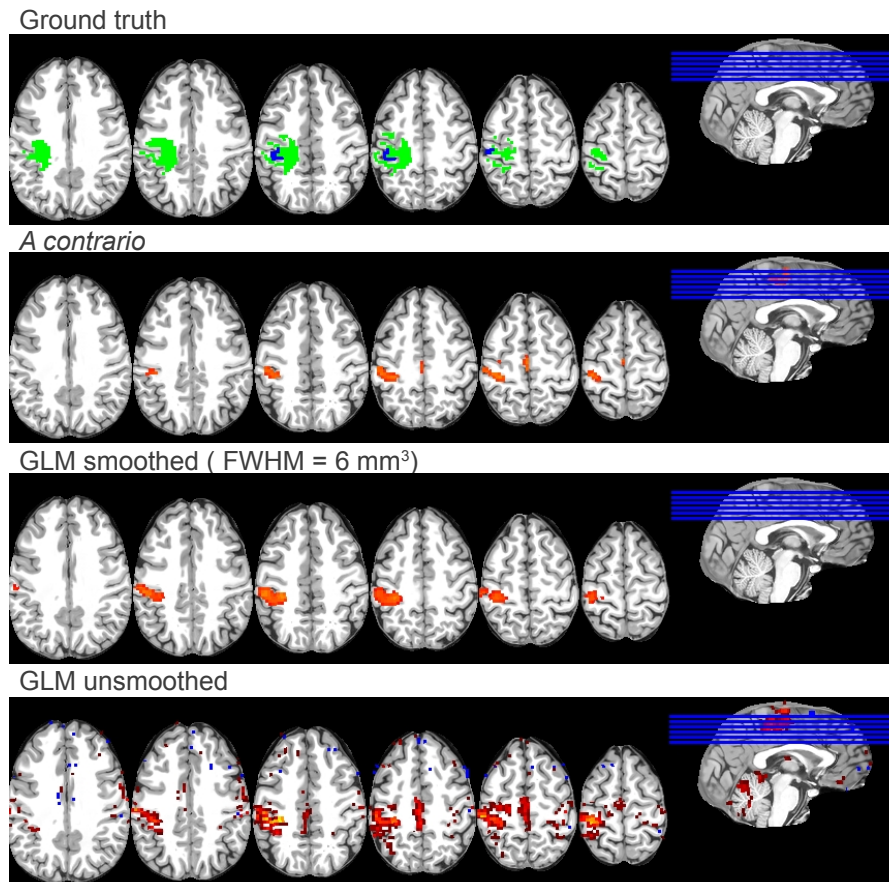 Ground truth
A contrario
GLM smoothed ( FWHM = 6 mm³)
GLM unsmoothed